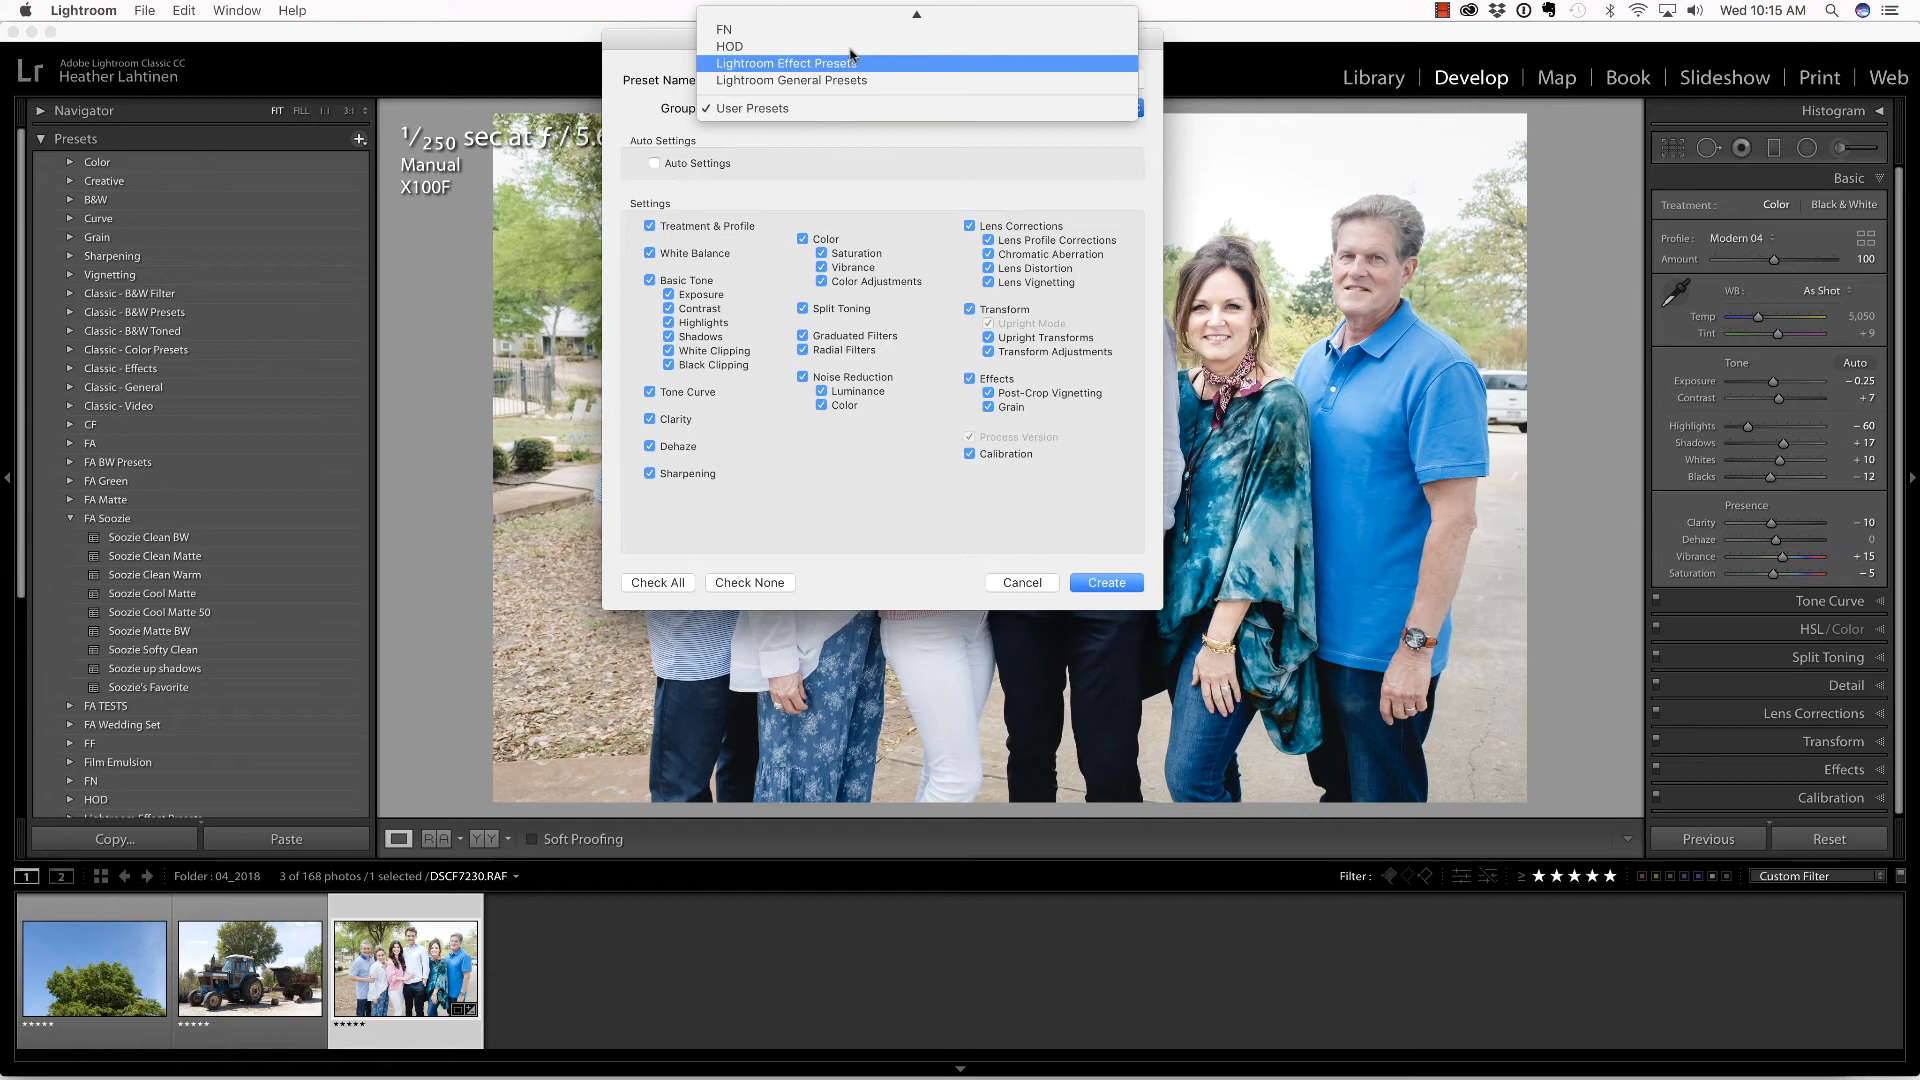 Lightroom File Edit Window Help
Wed 10:15 AM
Lr Adobe Lightroom Classic CC
Heather Lahtinen
Library | Develop | Map | Book | Slideshow | Print | Web
Navigator FIT FILL 1:1 3:1
Presets
Color
Creative
B&W
Curve
Grain
Sharpening
Vignetting
Classic - B&W Filter
Classic - B&W Presets
Classic - B&W Toned
Classic - Color Presets
Classic - Effects
Classic - General
Classic - Video
CF
FA
FA BW Presets
FA Green
FA Matte
FA Soozie
Soozie Clean BW
Soozie Clean Matte
Soozie Clean Warm
Soozie Cool Matte
Soozie Cool Matte 50
Soozie Matte BW
Soozie Softy Clean
Soozie up shadows
Soozie's Favorite
FA TESTS
FA Wedding Set
FF
Film Emulsion
FN
HOD
Lightroom Effect Presets
Copy... Paste
1/250 sec at ƒ / 5.6
Manual
X100F
FN
HOD
Lightroom Effect Presets
Lightroom General Presets
✓ User Presets
Preset Name
Group
Auto Settings
Auto Settings
Settings
Treatment & Profile
White Balance
Basic Tone
Exposure
Contrast
Highlights
Shadows
White Clipping
Black Clipping
Tone Curve
Clarity
Dehaze
Sharpening
Color
Saturation
Vibrance
Color Adjustments
Split Toning
Graduated Filters
Radial Filters
Noise Reduction
Luminance
Color
Lens Corrections
Lens Profile Corrections
Chromatic Aberration
Lens Distortion
Lens Vignetting
Transform
Upright Mode
Upright Transforms
Transform Adjustments
Effects
Post-Crop Vignetting
Grain
Process Version
Calibration
Check All Check None Cancel Create
Histogram
Basic
Treatment : Color | Black & White
Profile : Modern 04
Amount 100
WB : As Shot
Temp 5,050
Tint + 9
Tone Auto
Exposure − 0.25
Contrast + 7
Highlights − 60
Shadows + 17
Whites + 10
Blacks − 12
Presence
Clarity − 10
Dehaze 0
Vibrance + 15
Saturation − 5
Tone Curve
HSL / Color
Split Toning
Detail
Lens Corrections
Transform
Effects
Calibration
Previous Reset
R A Y Y Soft Proofing
1 2 Folder : 04_2018 3 of 168 photos / 1 selected / DSCF7230.RAF
Filter : ≥ ★★★★★ Custom Filter
★★★★★ ★★★★★ ★★★★★